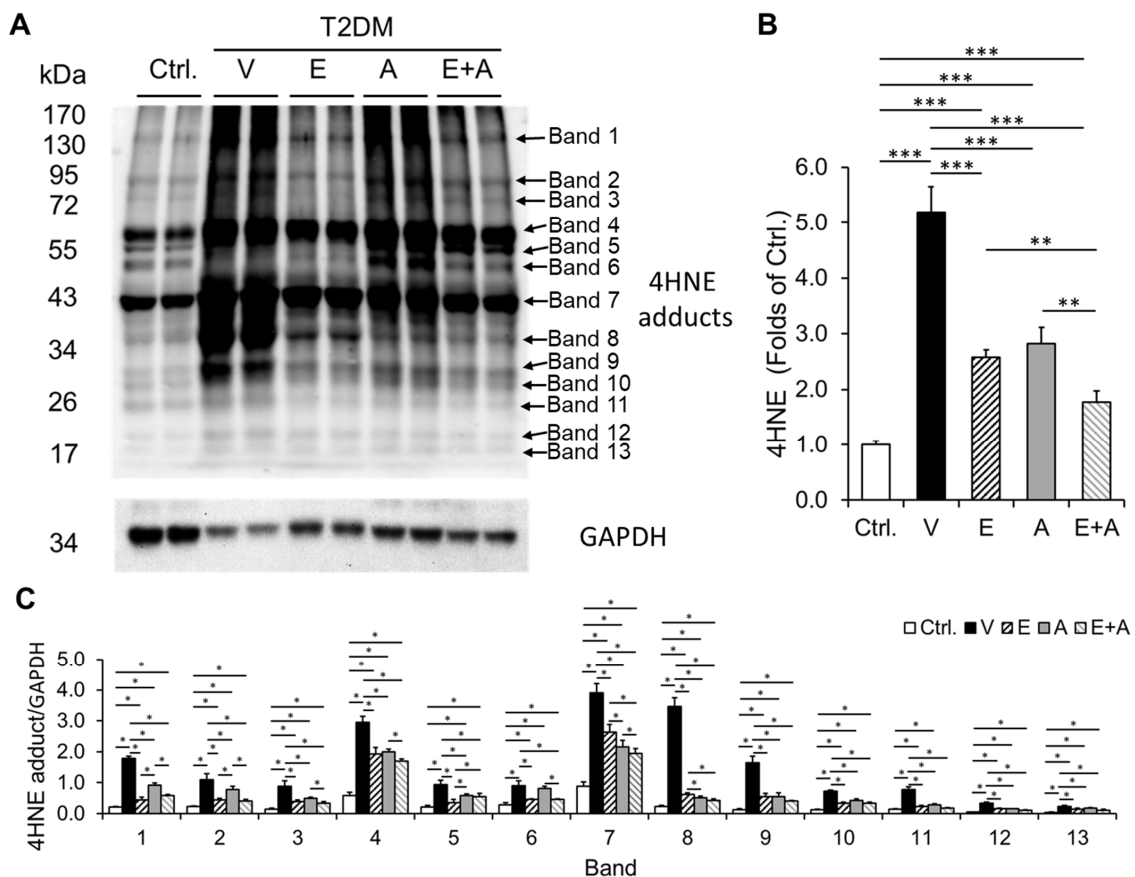 A
T2DM
kDa
Ctrl.
V
E
A
E+A
170
130
95
72
55
43
34
26
17
Band 1
Band 2
Band 3
Band 4
Band 5
Band 6
Band 7
Band 8
Band 9
Band 10
Band 11
Band 12
Band 13
4HNE
adducts
34
GAPDH
B
***
***
***
***
***
*** ***
**
**
4HNE (Folds of Ctrl.)
6.0
5.0
4.0
3.0
2.0
1.0
0.0
Ctrl. V E A E+A
C
Ctrl. V E A E+A
4HNE adduct/GAPDH
5.0
4.0
3.0
2.0
1.0
0.0
1 2 3 4 5 6 7 8 9 10 11 12 13
Band